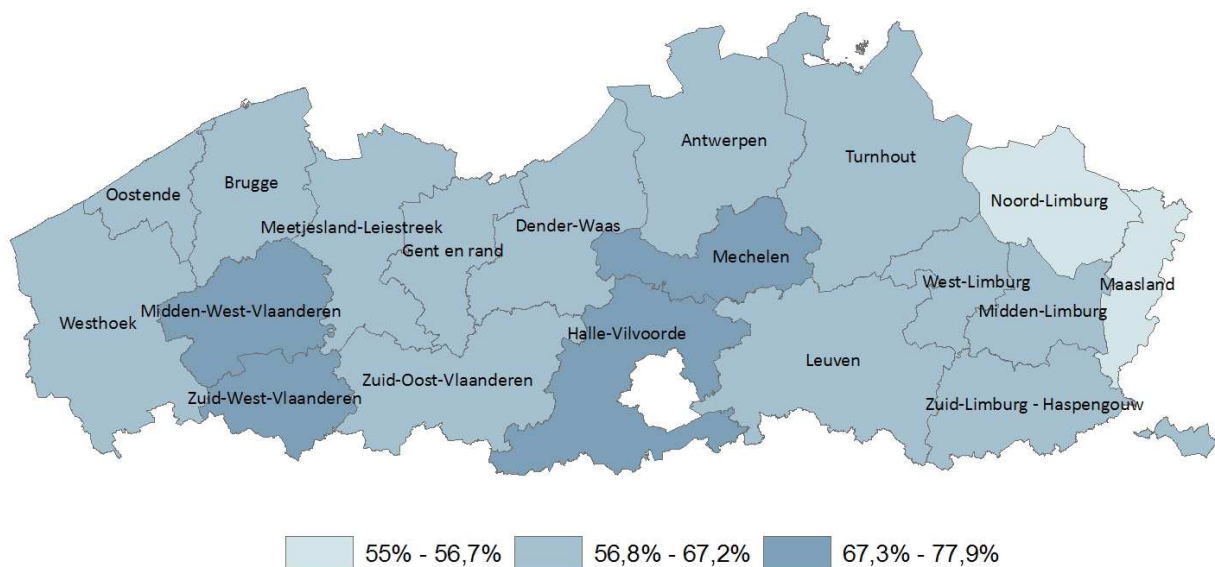 Antwerpen
Turnhout
Brugge
Oostende
Noord-Limburg
Meetjesland-Leiestreek
Dender-Waas
Gent en rand
Mechelen
West-Limburg
Maasland
Midden-West-Vlaanderen
Midden-Limburg
Westhoek
Halle-Vilvoorde
Leuven
Zuid-Oost-Vlaanderen
Zuid-West-Vlaanderen
Zuid-Limburg - Haspengouw
55% - 56,7% 56,8% - 67,2% 67,3% - 77,9%